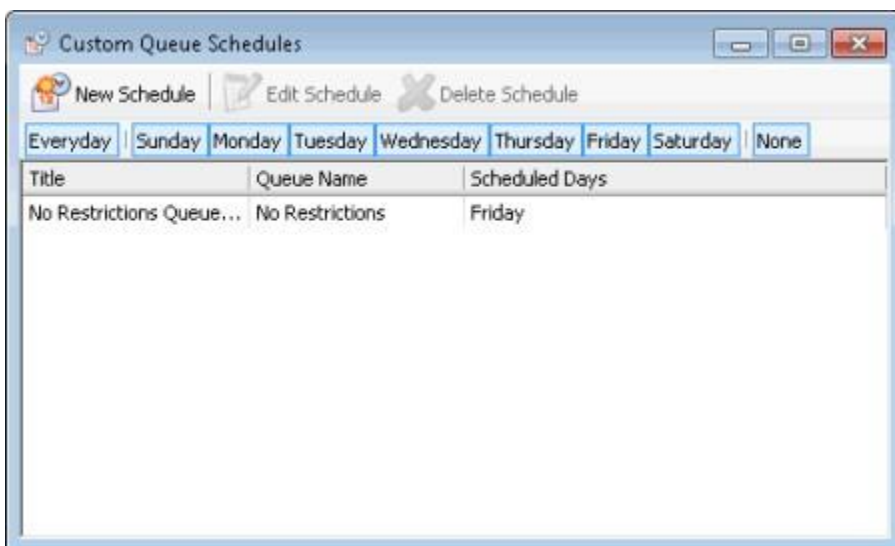 Custom Queue Schedules
New Schedule Edit Schedule Delete Schedule
Everyday Sunday Monday Tuesday Wednesday Thursday Friday Saturday None
Title Queue Name Scheduled Days
No Restrictions Queue... No Restrictions Friday